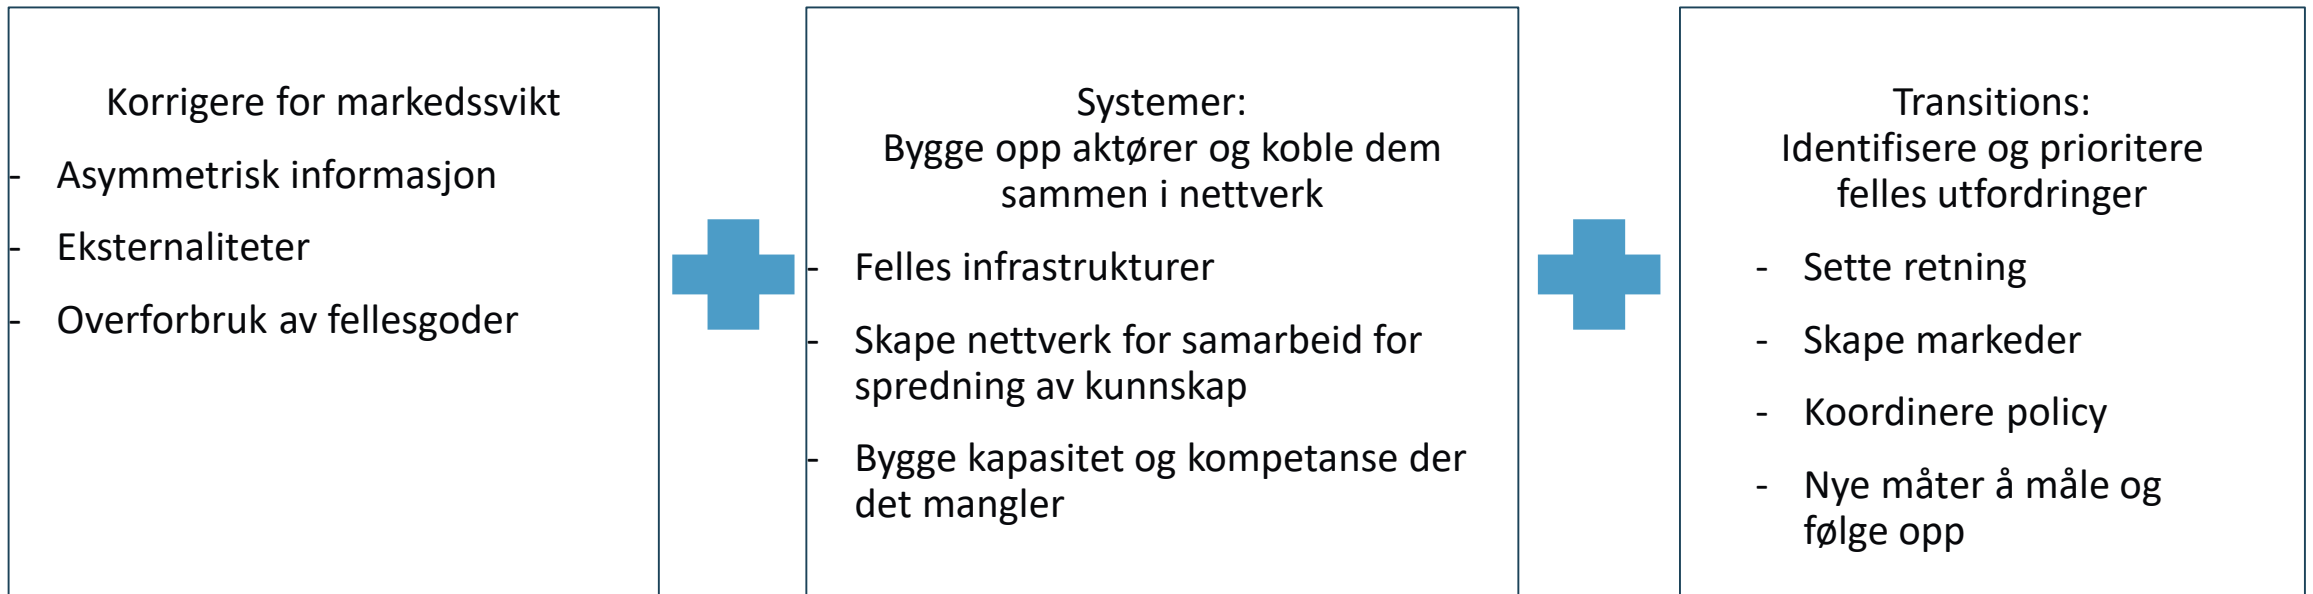 Korrigere for markedssvikt
- Asymmetrisk informasjon
- Eksternaliteter
- Overforbruk av fellesgoder
Systemer:
Bygge opp aktører og koble dem
sammen i nettverk
- Felles infrastrukturer
- Skape nettverk for samarbeid for
spredning av kunnskap
- Bygge kapasitet og kompetanse der
det mangler
Transitions:
Identifisere og prioritere
felles utfordringer
- Sette retning
- Skape markeder
- Koordinere policy
- Nye måter å måle og
følge opp